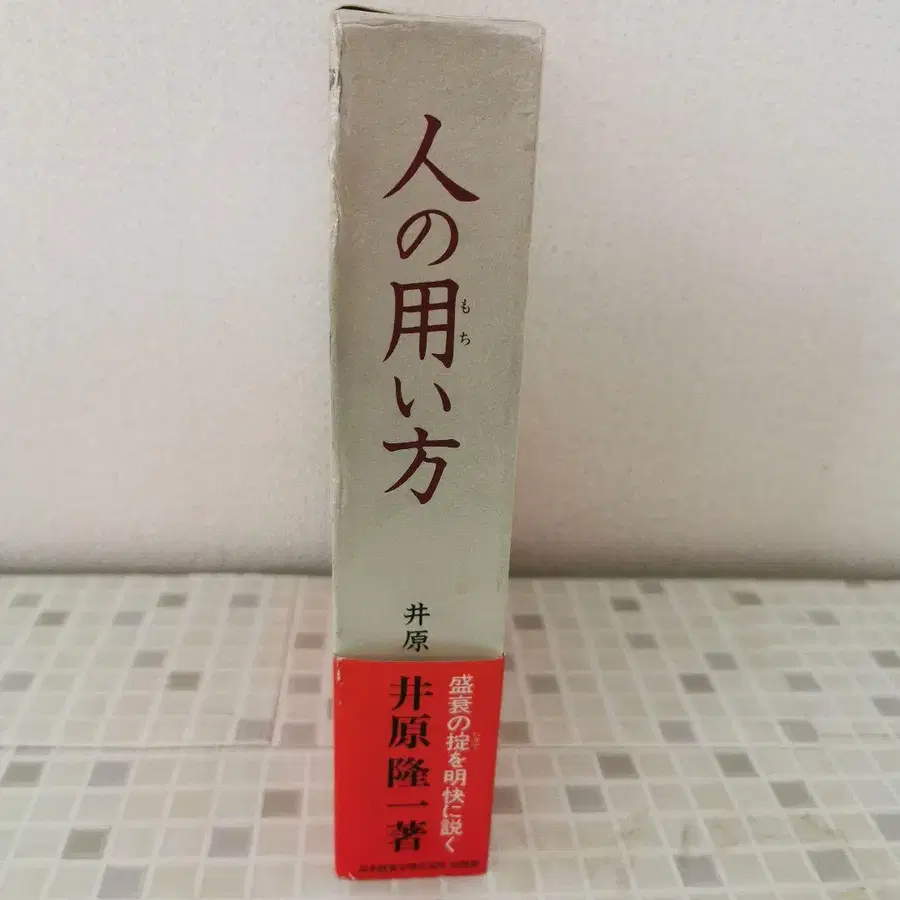 人の用い方
もち
井原
盛衰の掟を明快に説く
井原隆一著